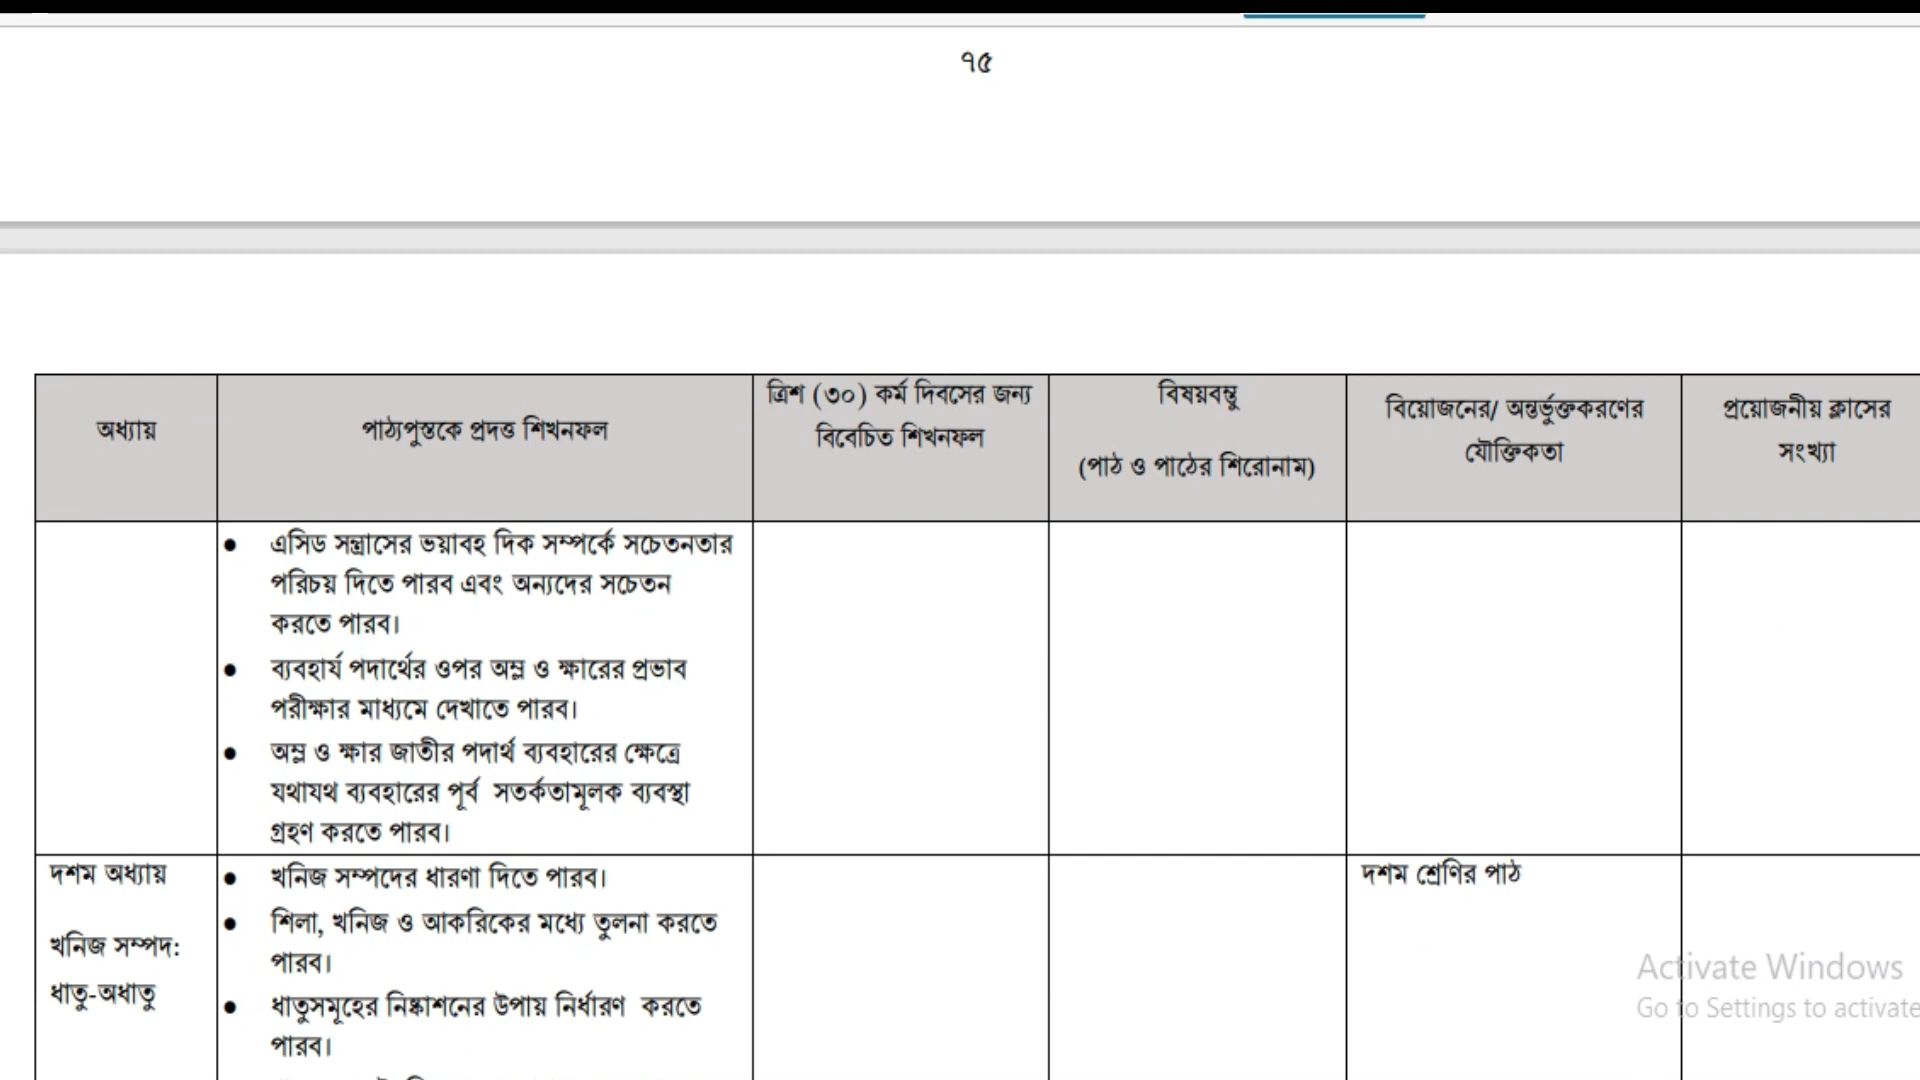 ৭৫
অধ্যায়
পাঠ্যপুস্তকে প্রদত্ত শিখনফল
ত্রিশ (৩০) কর্ম দিবসের জন্য
বিবেচিত শিখনফল
বিষয়বস্তু
(পাঠ ও পাঠের শিরোনাম)
বিয়োজনের/ অন্তর্ভুক্তকরণের
যৌক্তিকতা
প্রয়োজনীয় ক্লাসের
সংখ্যা
● এসিড সন্ত্রাসের ভয়াবহ দিক সম্পর্কে সচেতনতার
পরিচয় দিতে পারব এবং অন্যদের সচেতন
করতে পারব।
● ব্যবহার্য পদার্থের ওপর অম্ল ও ক্ষারের প্রভাব
পরীক্ষার মাধ্যমে দেখাতে পারব।
● অম্ল ও ক্ষার জাতীর পদার্থ ব্যবহারের ক্ষেত্রে
যথাযথ ব্যবহারের পূর্ব সতর্কতামূলক ব্যবস্থা
গ্রহণ করতে পারব।
দশম অধ্যায়
খনিজ সম্পদ:
ধাতু-অধাতু
● খনিজ সম্পদের ধারণা দিতে পারব।
● শিলা, খনিজ ও আকরিকের মধ্যে তুলনা করতে
পারব।
● ধাতুসমূহের নিষ্কাশনের উপায় নির্ধারণ করতে
পারব।
দশম শ্রেণির পাঠ
Activate Windows
Go to Settings to activate